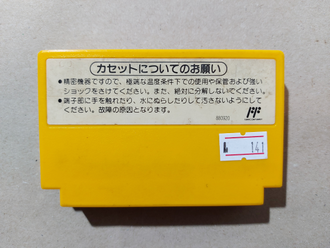 カセットについてのお願い
●精密機器ですので、極端な温度条件下での使用や保管および強い
ショックをさけてください。また、絶対に分解しないでください。
●端子部に手を触れたり、水にぬらしたりして汚さないようにして
ください。故障の原因となります。
FF
141